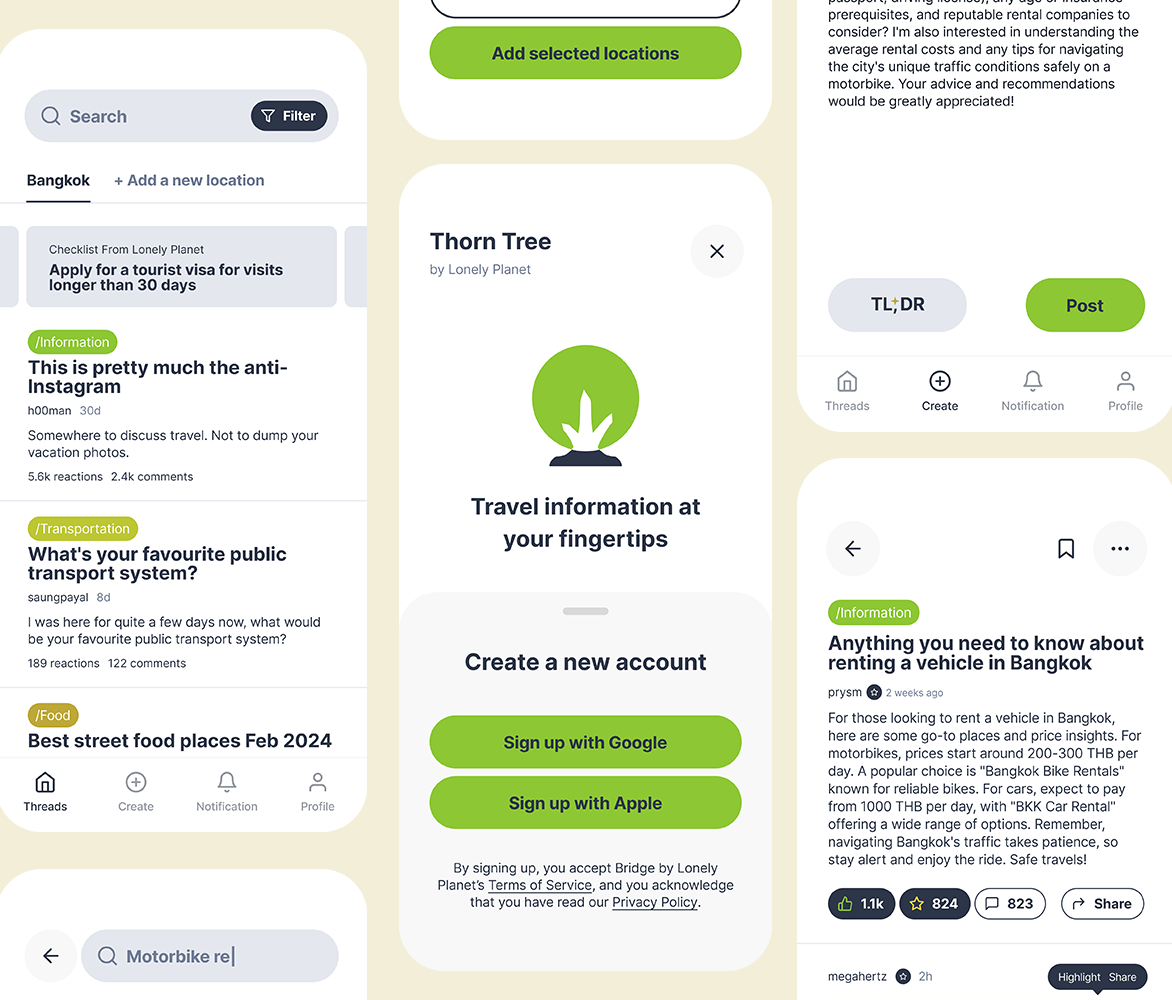 Search
Filter
Bangkok
+ Add a new location
Checklist From Lonely Planet
Apply for a tourist visa for visits
longer than 30 days
/Information
This is pretty much the anti-
Instagram
h00man 30d
Somewhere to discuss travel. Not to dump your
vacation photos.
5.6k reactions 2.4k comments
/Transportation
What's your favourite public
transport system?
saungpayal 8d
I was here for quite a few days now, what would
be your favourite public transport system?
189 reactions 122 comments
/Food
Best street food places Feb 2024
Threads
Create
Notification
Profile
Motorbike re
Add selected locations
Thorn Tree
by Lonely Planet
Travel information at
your fingertips
Create a new account
Sign up with Google
Sign up with Apple
By signing up, you accept Bridge by Lonely
Planet's Terms of Service, and you acknowledge
that you have read our Privacy Policy.
prerequisites, and reputable rental companies to
consider? I'm also interested in understanding the
average rental costs and any tips for navigating
the city's unique traffic conditions safely on a
motorbike. Your advice and recommendations
would be greatly appreciated!
TL;DR
Post
Threads
Create
Notification
Profile
/Information
Anything you need to know about
renting a vehicle in Bangkok
prysm 2 weeks ago
For those looking to rent a vehicle in Bangkok,
here are some go-to places and price insights. For
motorbikes, prices start around 200-300 THB per
day. A popular choice is "Bangkok Bike Rentals"
known for reliable bikes. For cars, expect to pay
from 1000 THB per day, with "BKK Car Rental"
offering a wide range of options. Remember,
navigating Bangkok's traffic takes patience, so
stay alert and enjoy the ride. Safe travels!
1.1k
824
823
Share
megahertz 2h
Highlight Share